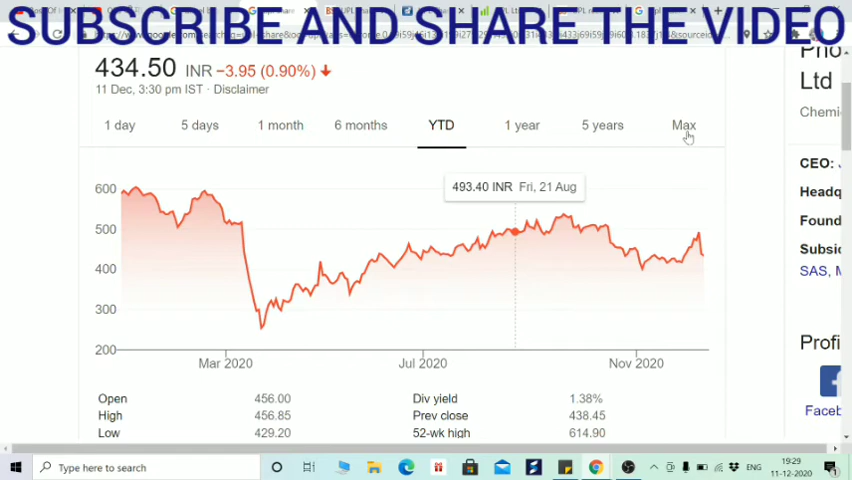 SUBSCRIBE AND SHARE THE VIDEO
434.50 INR −3.95 (0.90%)
11 Dec, 3:30 pm IST · Disclaimer
1 day 5 days 1 month 6 months YTD 1 year 5 years Max
493.40 INR Fri, 21 Aug
600
500
400
300
200
Mar 2020 Jul 2020 Nov 2020
Open 456.00 Div yield 1.38%
High 456.85 Prev close 438.45
Low 429.20 52-wk high 614.90
Ltd
Chemi
CEO:
Headq
Found
Subsi
SAS,
Profi
Faceb
Type here to search
ENG
19:29
11-12-2020